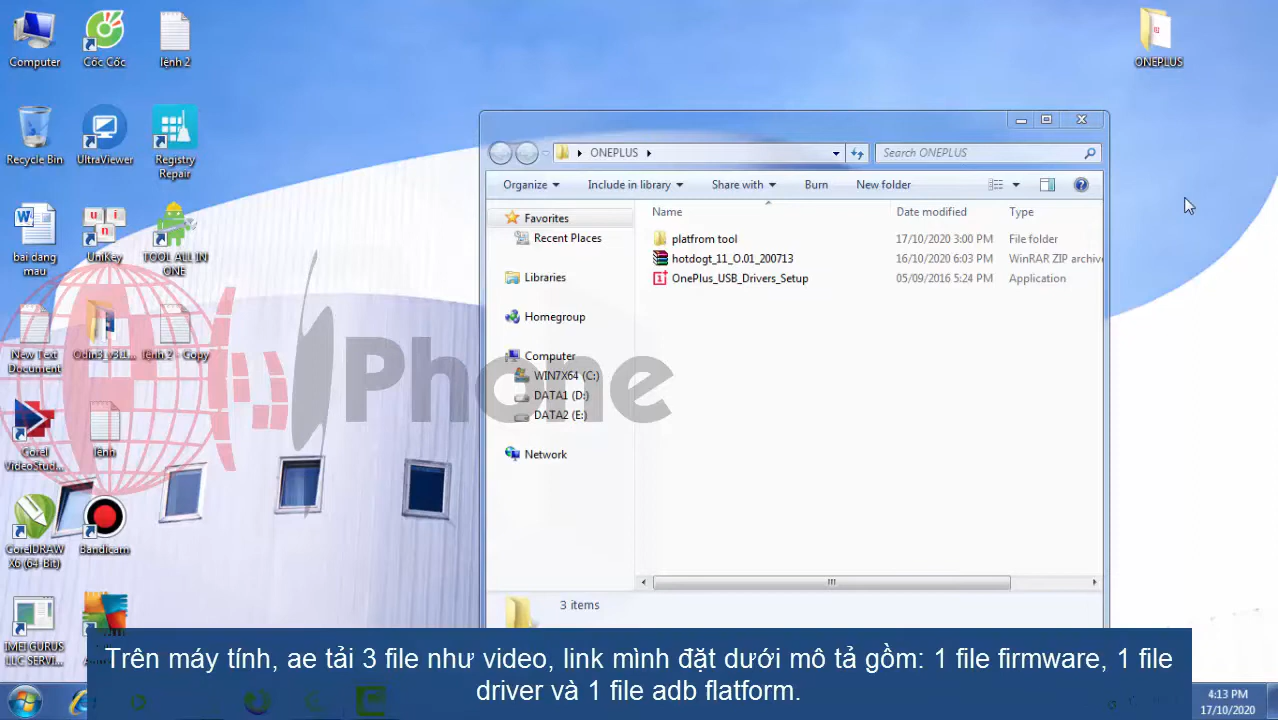 Computer
Cốc Cốc
lệnh 2
ONEPLUS
Recycle Bin
UltraViewer
Registry
Repair
bai dang
mau
UniKey
TOOL ALL IN
ONE
New Text
Document
Odin3_v3.1...
lệnh 2 - Copy
Corel
VideoStud...
lệnh
CorelDRAW
X6 (64-Bit)
Bandicam
IMEI GURUS
LLC SERVI...
ONEPLUS
Search ONEPLUS
Organize
Include in library
Share with
Burn
New folder
Name
Date modified
Type
Favorites
Recent Places
Libraries
Homegroup
Computer
WIN7X64 (C:)
DATA1 (D:)
DATA2 (E:)
Network
platfrom tool
17/10/2020 3:00 PM
File folder
hotdogt_11_O.01_200713
16/10/2020 6:03 PM
WinRAR ZIP archive
OnePlus_USB_Drivers_Setup
05/09/2016 5:24 PM
Application
3 items
Phone
Trên máy tính, ae tải 3 file như video, link mình đặt dưới mô tả gồm: 1 file firmware, 1 file
driver và 1 file adb flatform.
4:13 PM
17/10/2020